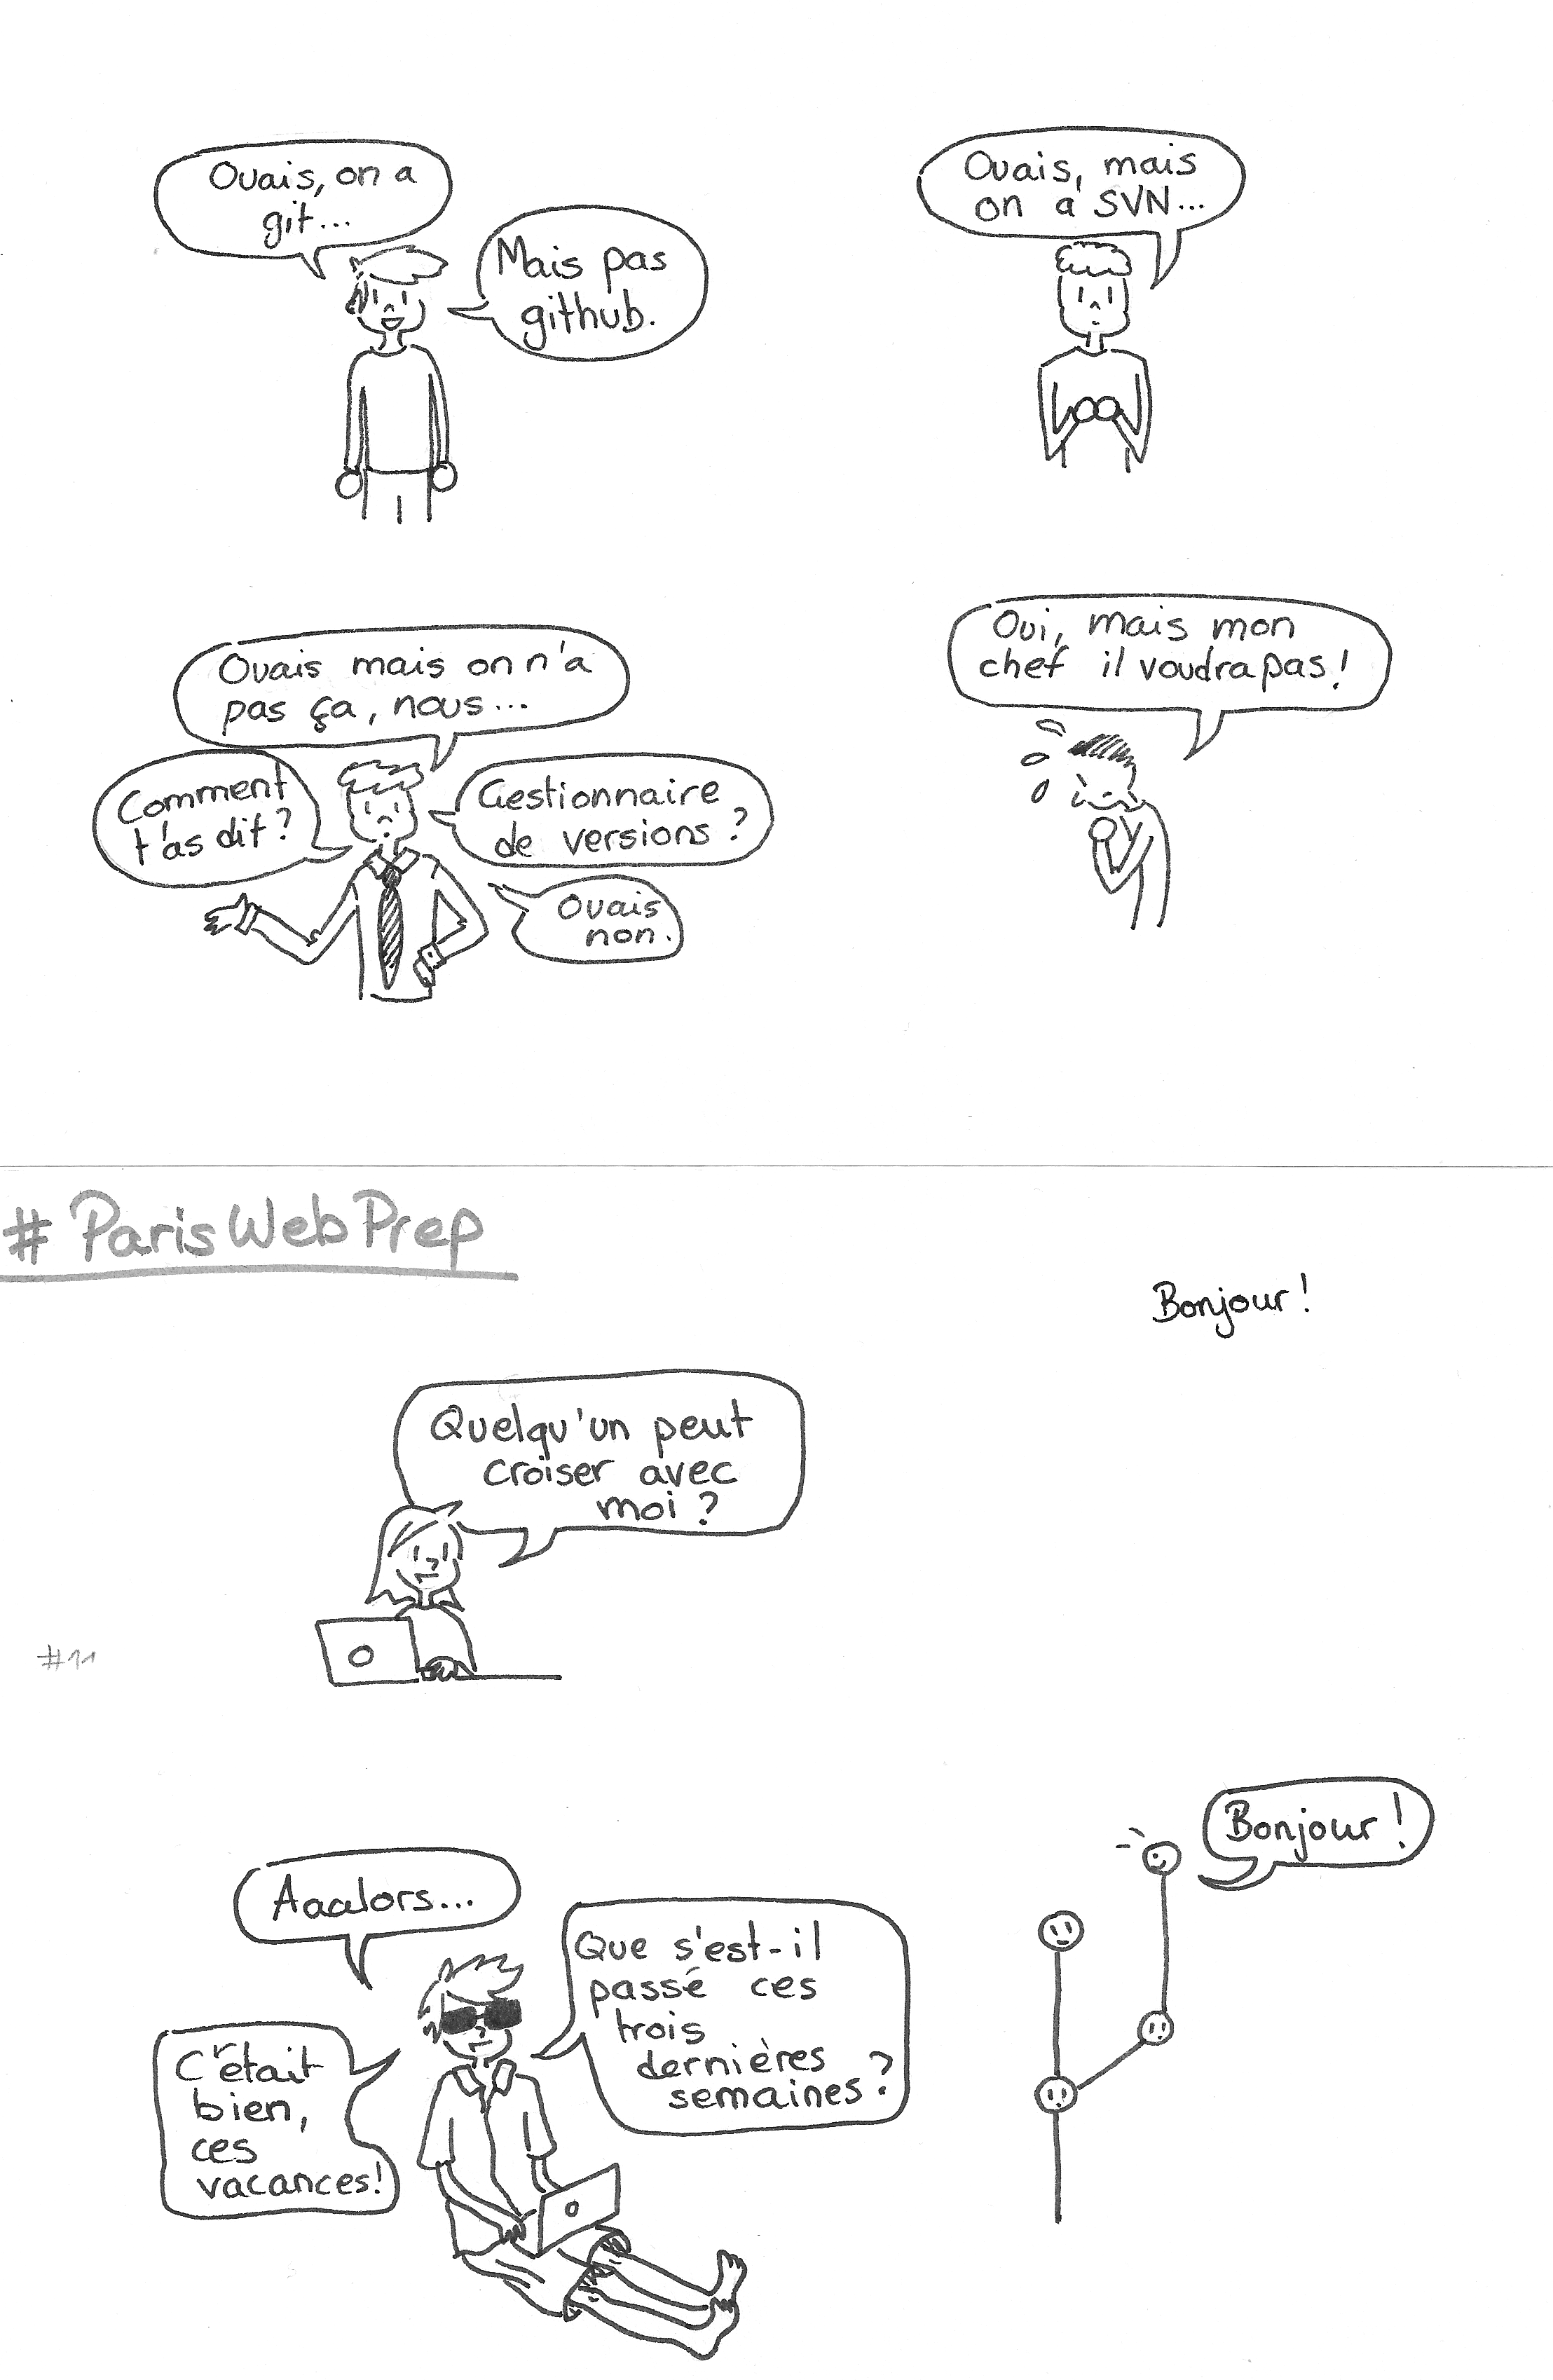 Ouais, on a
git...
Mais pas
github.
Ouais, mais
on a SVN...
Ouais mais on n'a
pas ça, nous...
Comment
t'as dit?
Gestionnaire
de versions ?
Ouais
non.
Oui, mais mon
chef il voudra pas!
# ParisWebPrep
Bonjour!
Quelqu'un peut
croiser avec
moi ?
#11
Aaalors...
Que s'est-il
passé ces
trois
dernières
semaines ?
C'était
bien,
ces
vacances!
Bonjour !